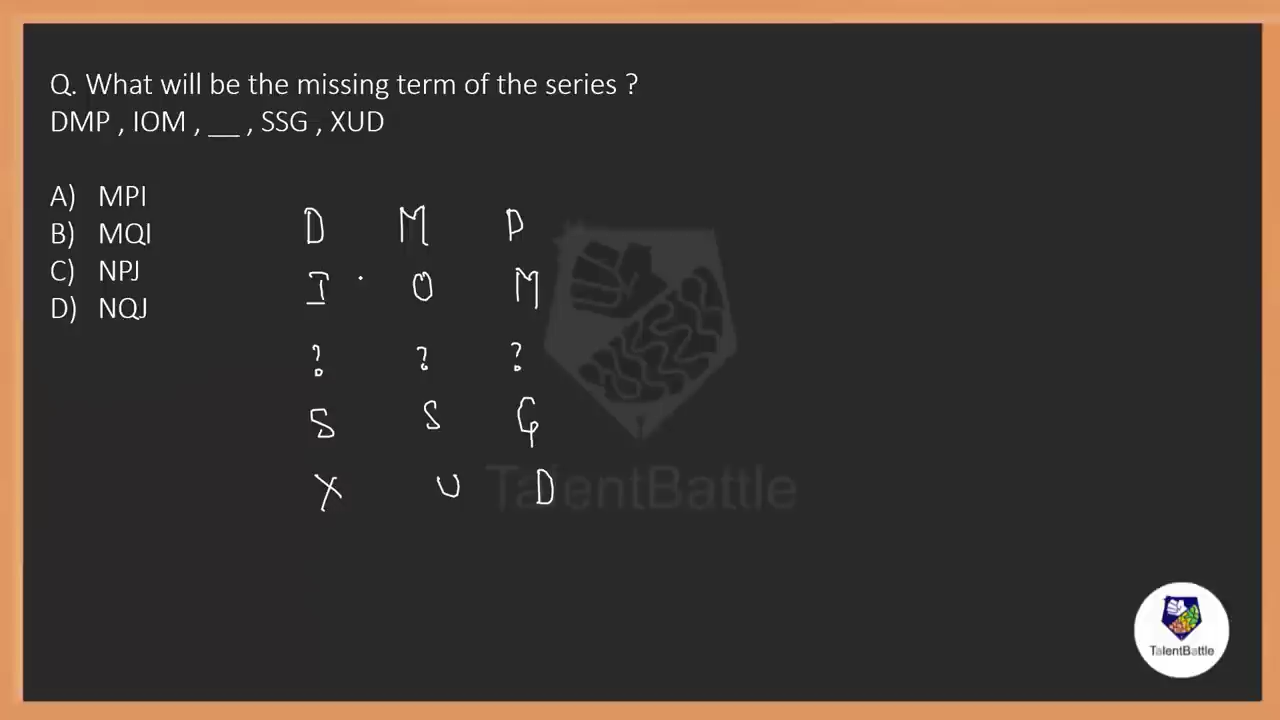 Q. What will be the missing term of the series ?
DMP , IOM , __ , SSG , XUD
A) MPI
B) MQI
C) NPJ
D) NQJ
D M P
I O M
? ? ?
S S G
X U D
TalentBattle
TalentBattle